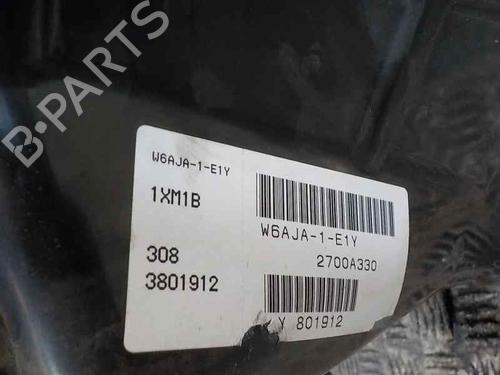 B-PARTS
W6AJA-1-E1Y
1XM1B
308
3801912
W6AJA-1-E1Y
2700A330
Y 801912